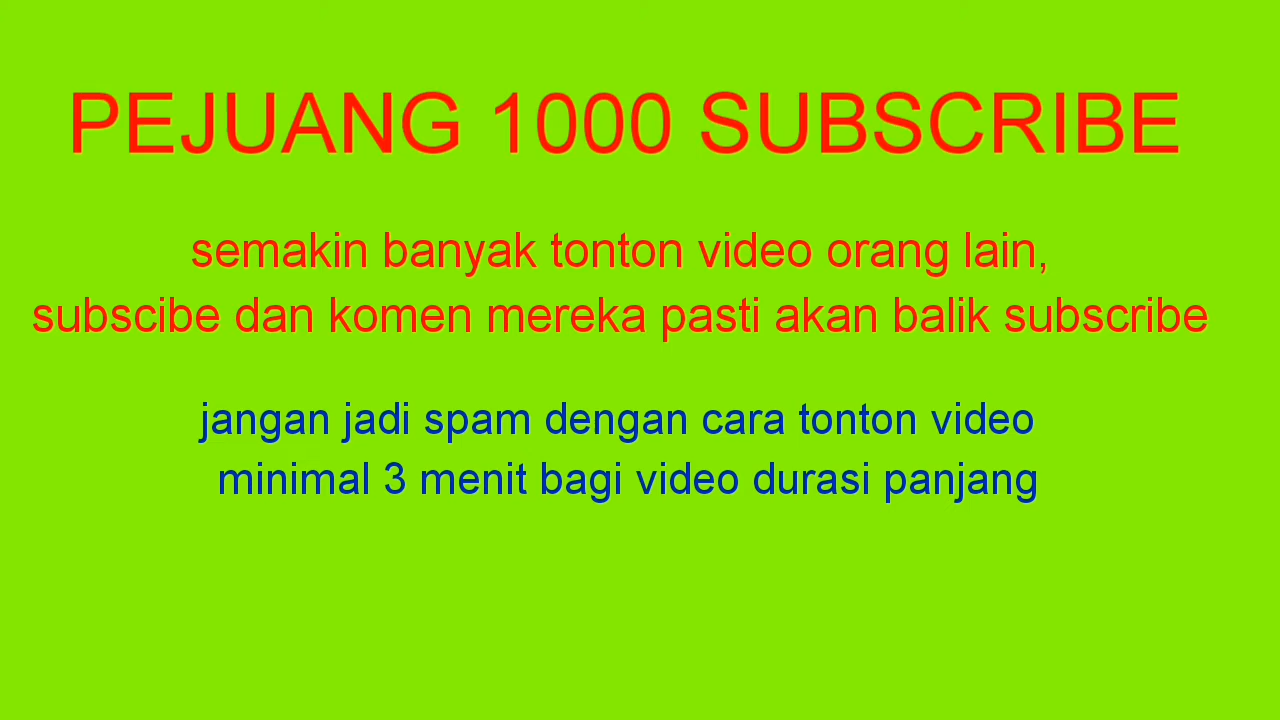 PEJUANG 1000 SUBSCRIBE
semakin banyak tonton video orang lain,
subscibe dan komen mereka pasti akan balik subscribe
jangan jadi spam dengan cara tonton video
minimal 3 menit bagi video durasi panjang